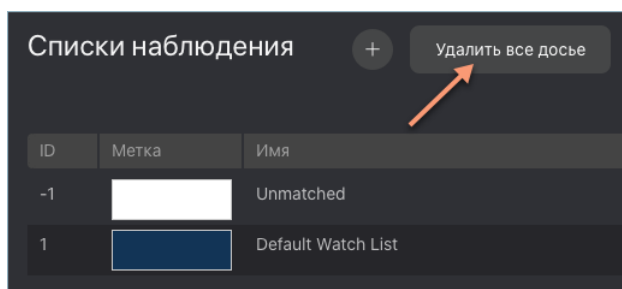 Списки наблюдения + Удалить все досье
ID Метка Имя
-1 Unmatched
1 Default Watch List